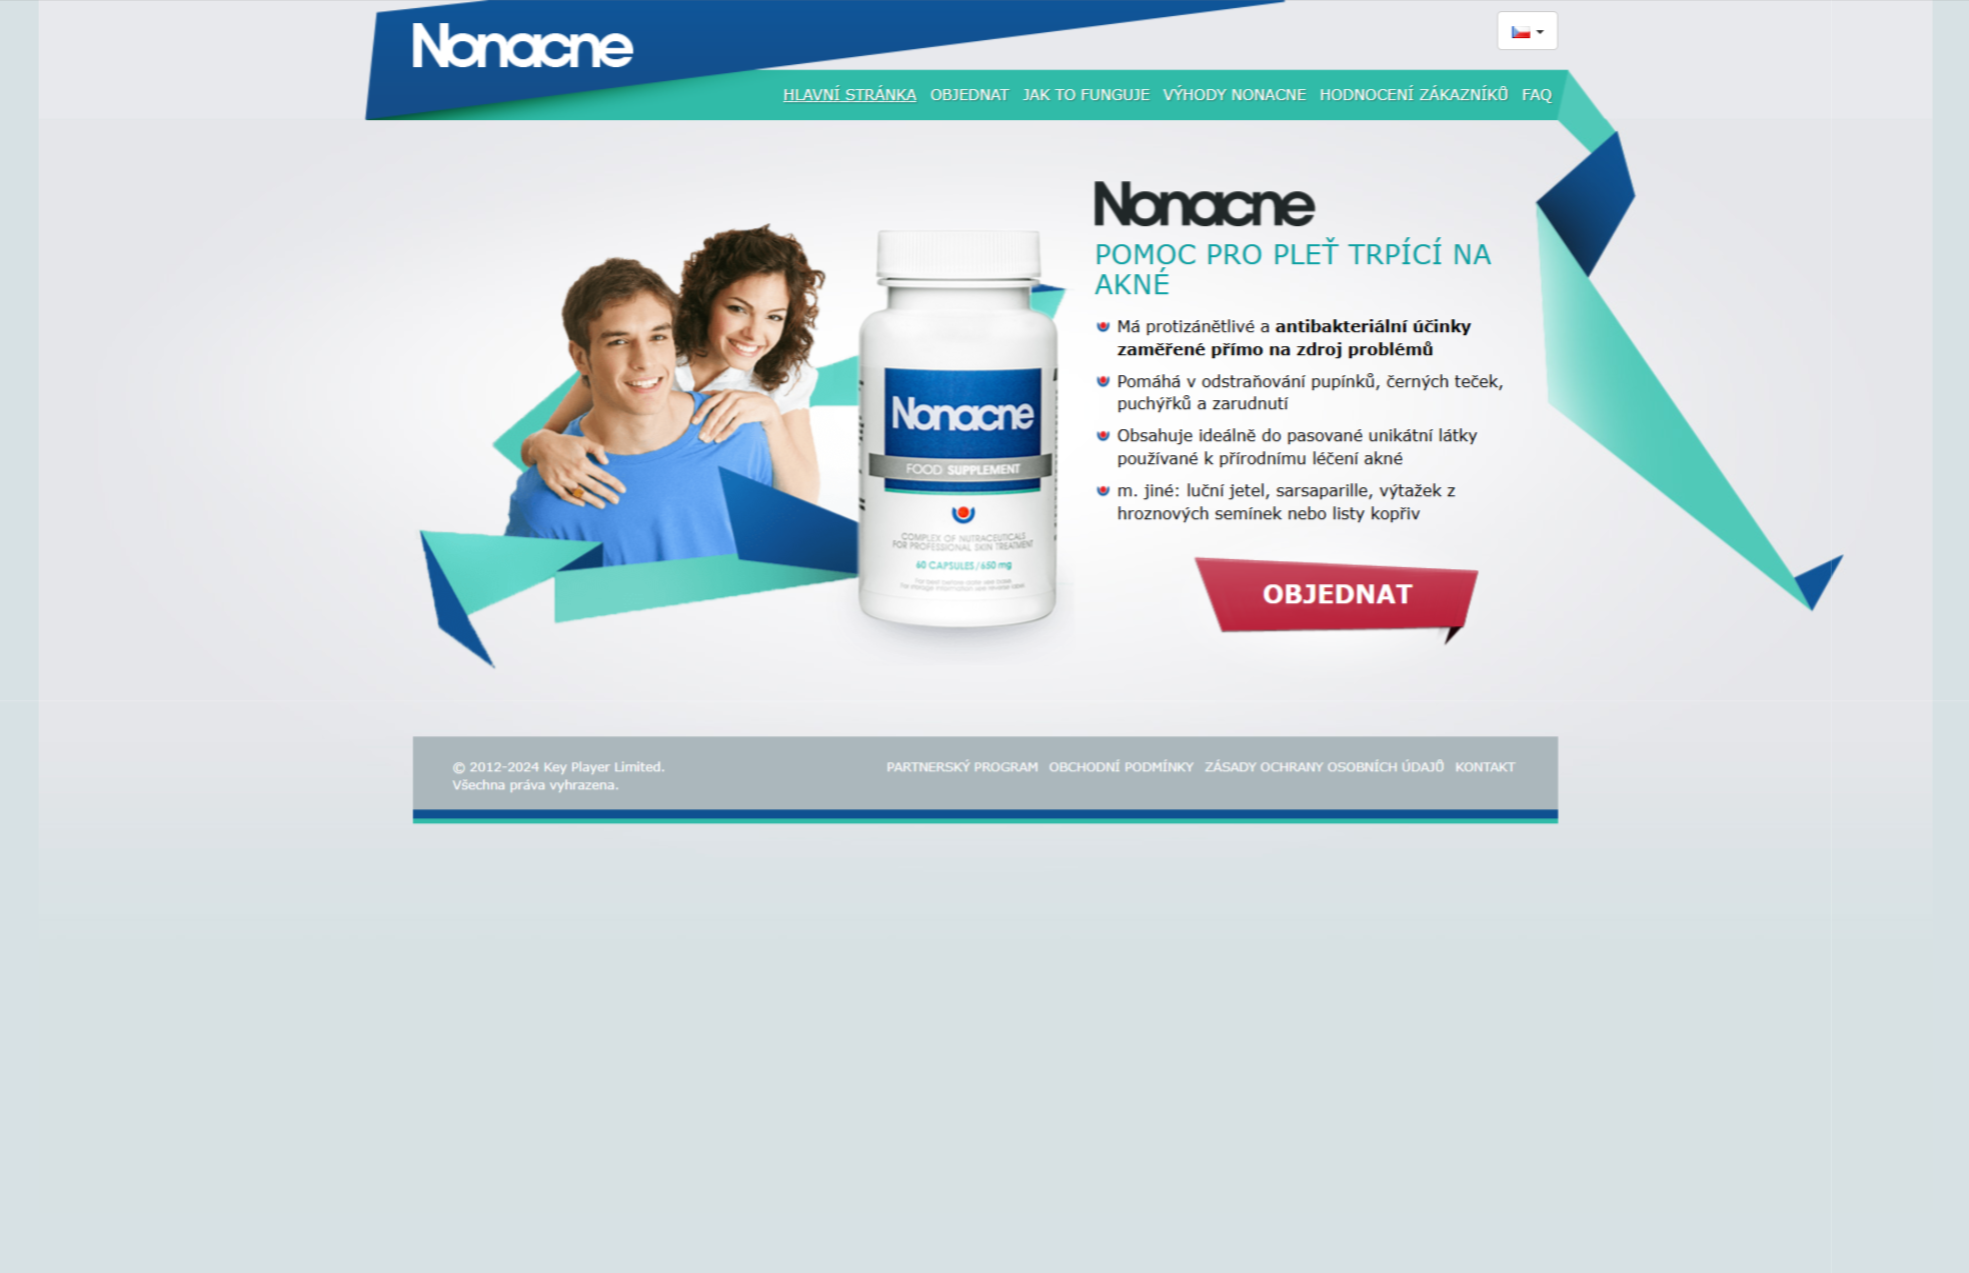 Nonacne
HLAVNÍ STRÁNKA OBJEDNAT JAK TO FUNGUJE VÝHODY NONACNE HODNOCENÍ ZÁKAZNÍKŮ FAQ
Nonacne
POMOC PRO PLEŤ TRPÍCÍ NA
AKNÉ
Má protizánětlivé a antibakteriální účinky
zaměřené přímo na zdroj problémů
Pomáhá v odstraňování pupínků, černých teček,
puchýřků a zarudnutí
Obsahuje ideálně do pasované unikátní látky
používané k přírodnímu léčení akné
m. jiné: luční jetel, sarsaparille, výtažek z
hroznových semínek nebo listy kopřiv
OBJEDNAT
Nonacne
FOOD SUPPLEMENT
COMPLEX OF NUTRACEUTICALS
FOR PROFESSIONAL SKIN TREATMENT
60 CAPSULES / 650 mg
© 2012-2024 Key Player Limited.
Všechna práva vyhrazena.
PARTNERSKÝ PROGRAM OBCHODNÍ PODMÍNKY ZÁSADY OCHRANY OSOBNÍCH ÚDAJŮ KONTAKT